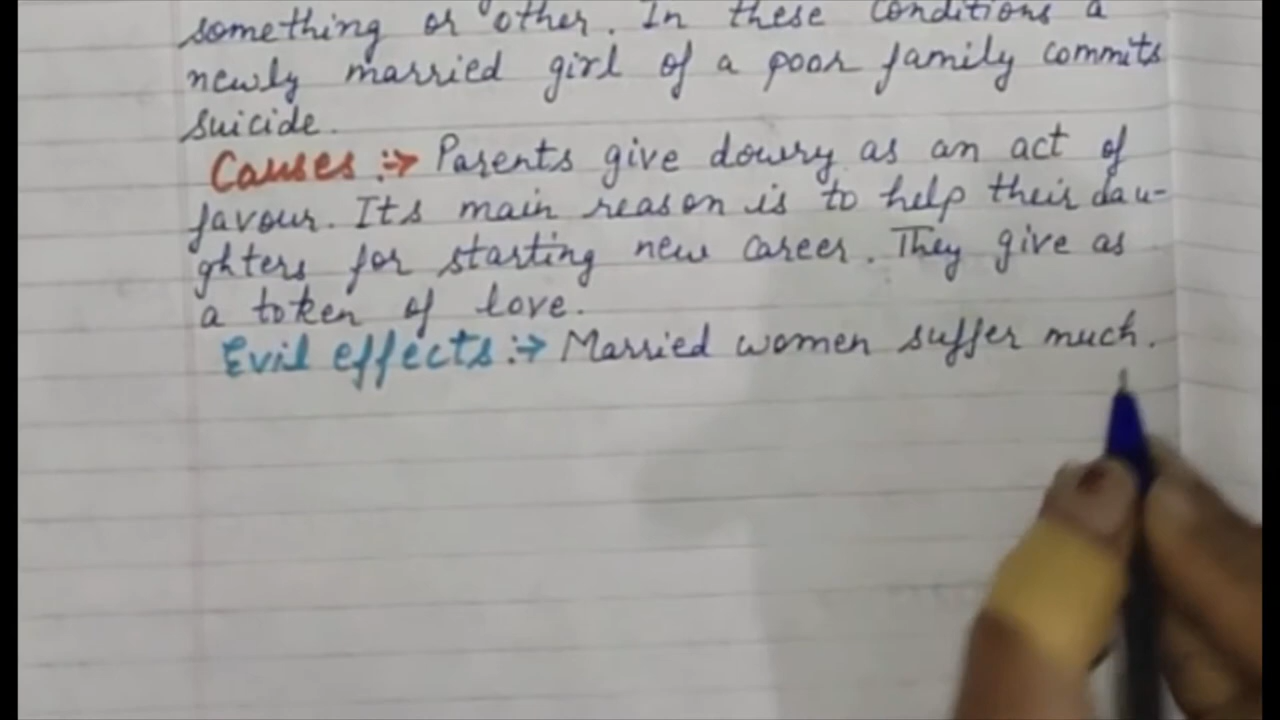 something or other. In these conditions a
newly married girl of a poor family commits
suicide.
Causes :→ Parents give dowry as an act of
favour. Its main reason is to help their dau-
ghters for starting new career. They give as
a token of love.
Evil effects :→ Married women suffer much.